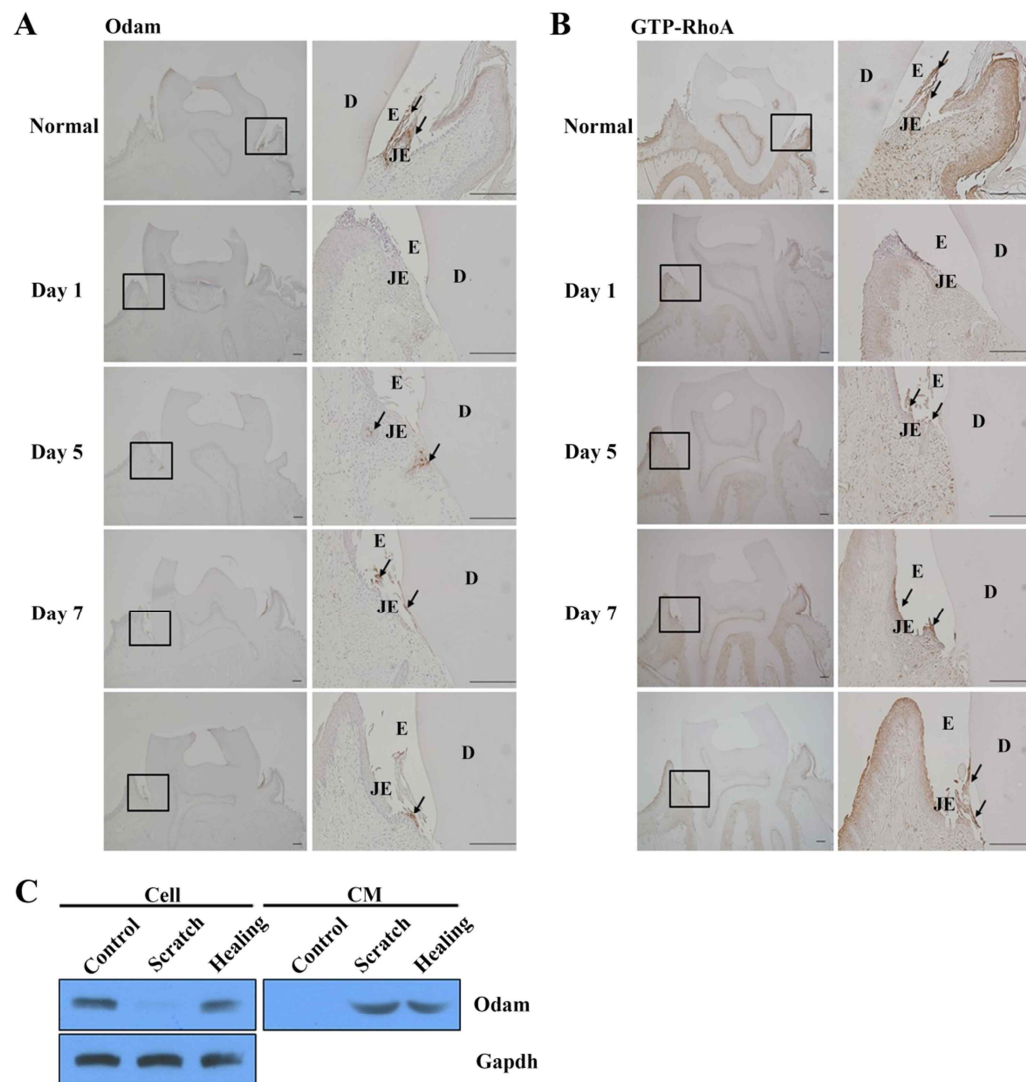 A Odam
Normal
D E JE
Day 1
E JE D
Day 5
E D JE
Day 7
E D JE
E D JE
B GTP-RhoA
Normal
D E JE
Day 1
E D JE
Day 5
E D JE
Day 7
E D JE
E D JE
C
Cell CM
Control Scratch Healing Control Scratch Healing
Odam
Gapdh